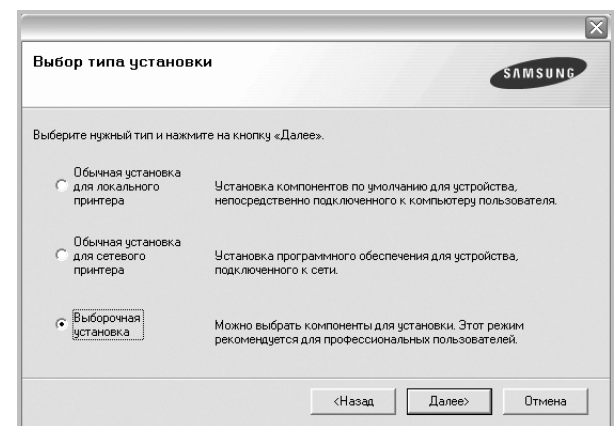 Выбор типа установки
SAMSUNG
Выберите нужный тип и нажмите на кнопку «Далее».
Обычная установка
для локального
принтера
Установка компонентов по умолчанию для устройства,
непосредственно подключенного к компьютеру пользователя.
Обычная установка
для сетевого
принтера
Установка программного обеспечения для устройства,
подключенного к сети.
Выборочная
установка
Можно выбрать компоненты для установки. Этот режим
рекомендуется для профессиональных пользователей.
<Назад
Далее>
Отмена